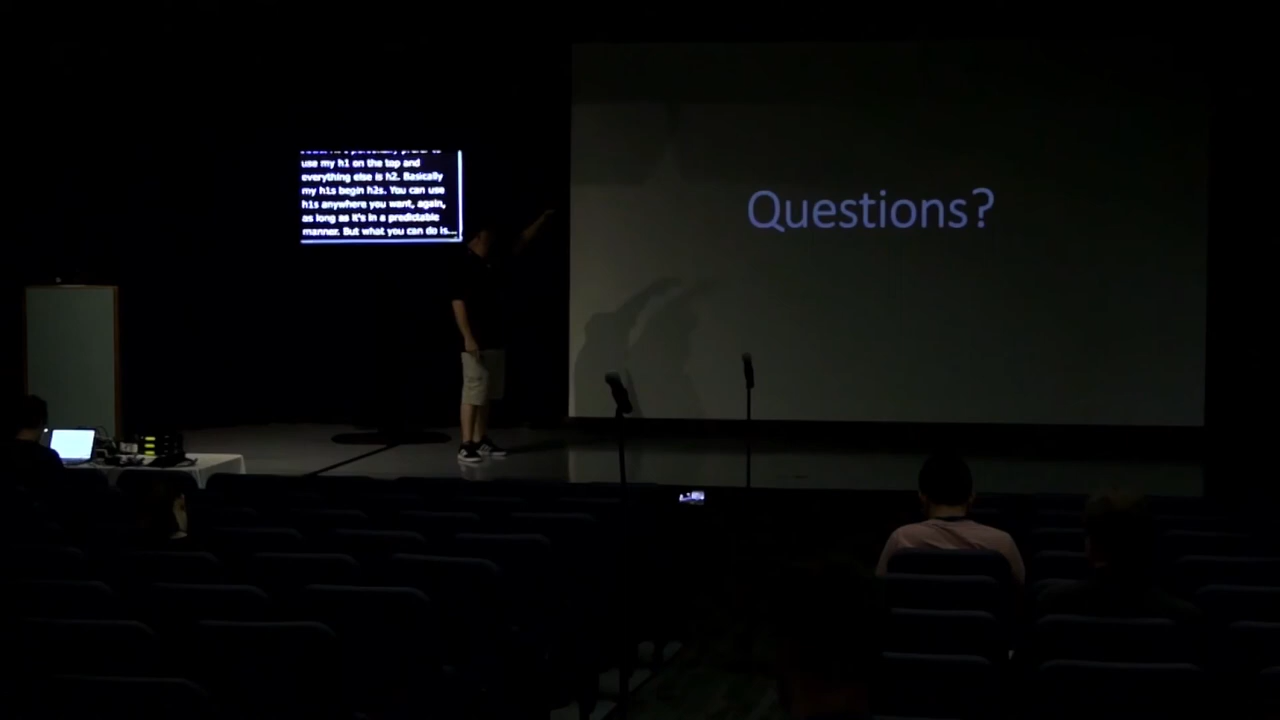 use my h1 on the top and
everything else is h2. Basically
my h1s begin h2s. You can use
h1s anywhere you want, again,
as long as it's in a predictable
manner. But what you can do is...
Questions?